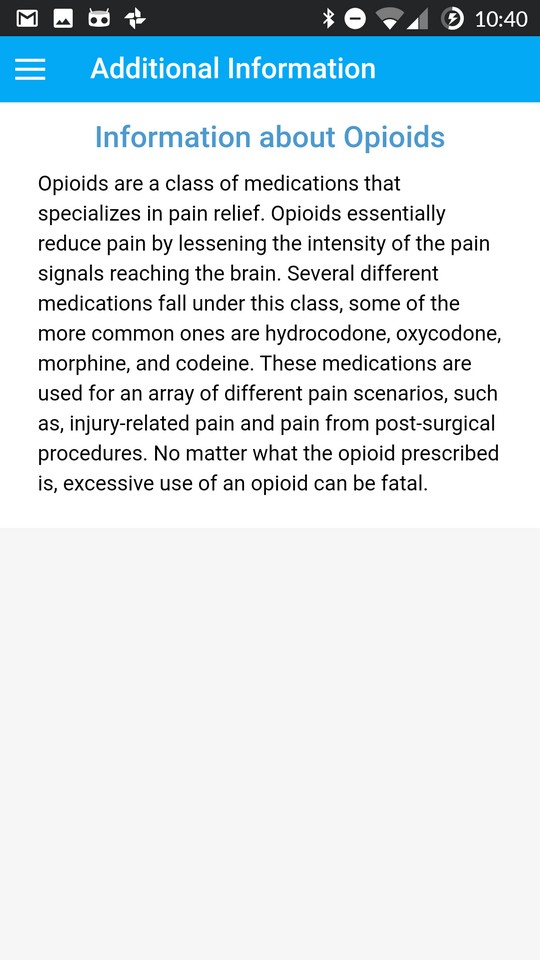 10:40
Additional Information
Information about Opioids
Opioids are a class of medications that
specializes in pain relief. Opioids essentially
reduce pain by lessening the intensity of the pain
signals reaching the brain. Several different
medications fall under this class, some of the
more common ones are hydrocodone, oxycodone,
morphine, and codeine. These medications are
used for an array of different pain scenarios, such
as, injury-related pain and pain from post-surgical
procedures. No matter what the opioid prescribed
is, excessive use of an opioid can be fatal.